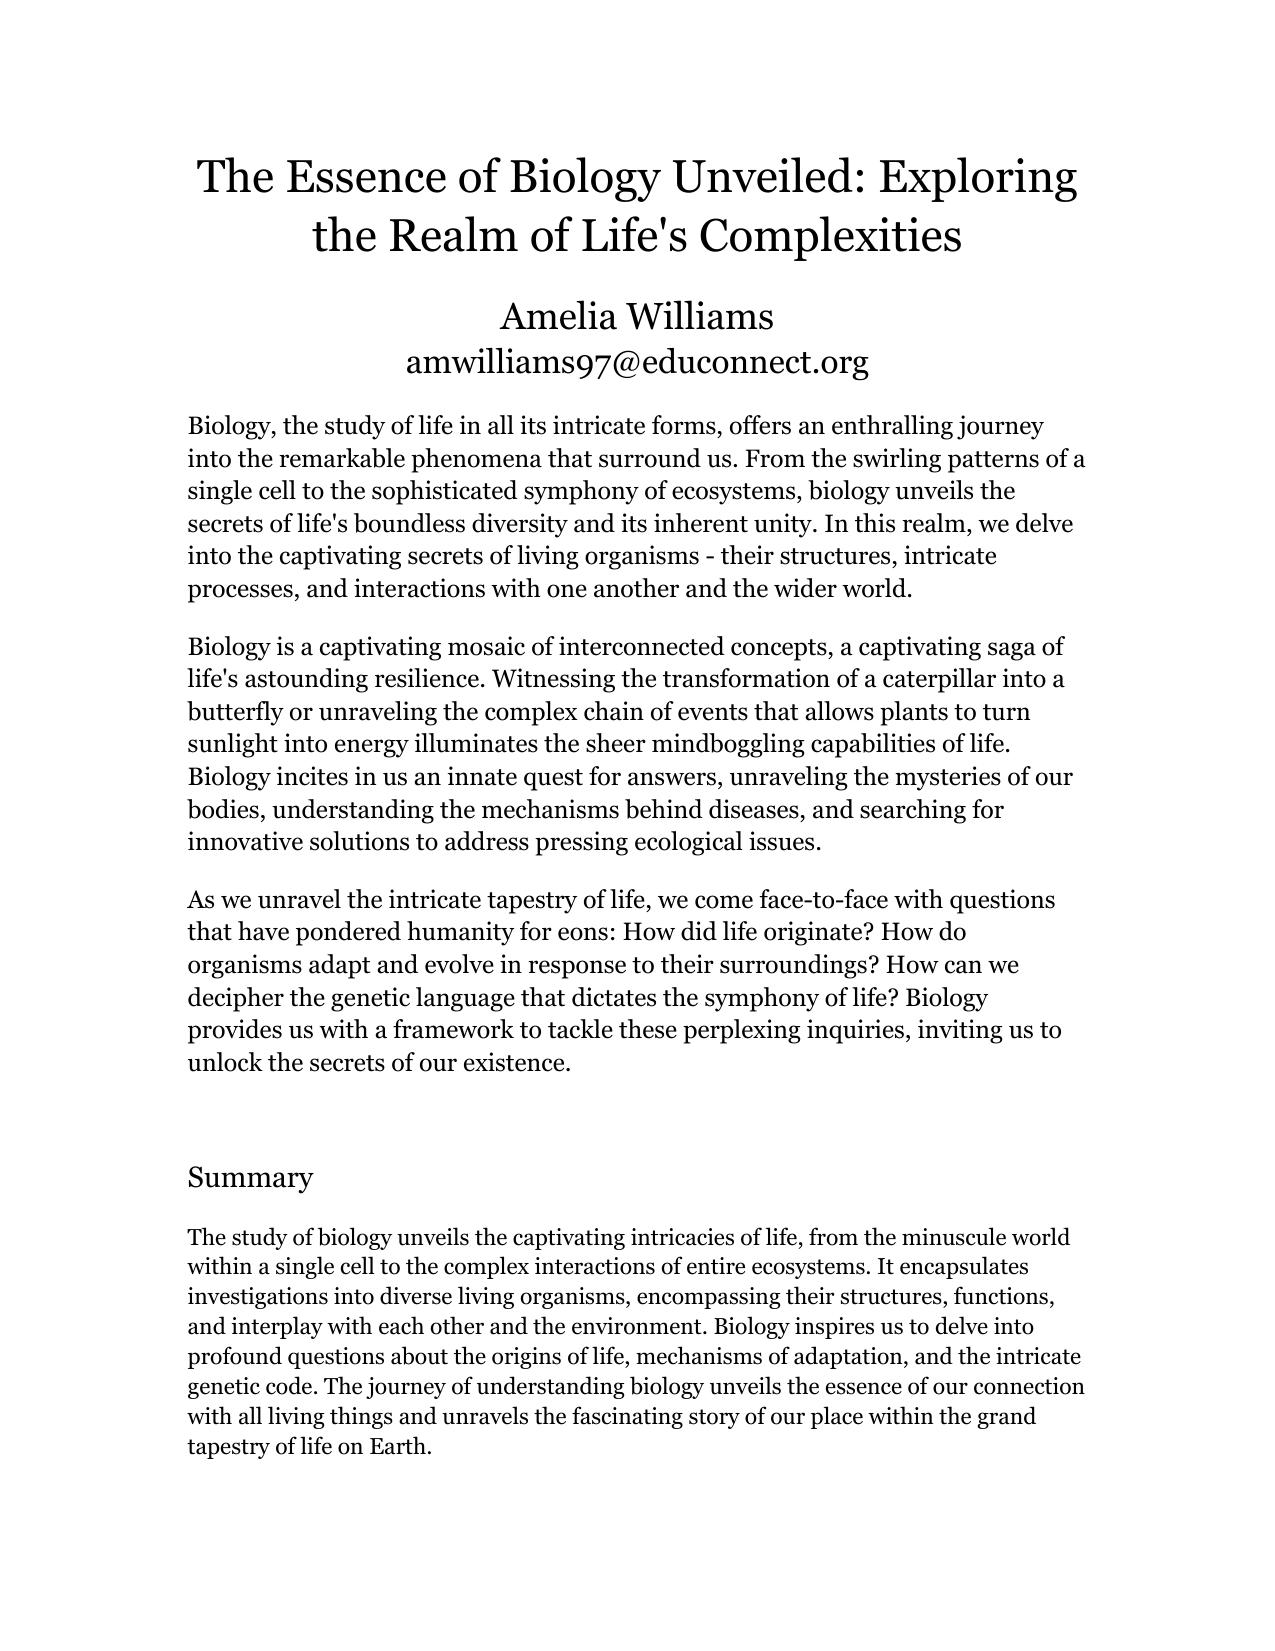 The Essence of Biology Unveiled: Exploring
the Realm of Life's Complexities
Amelia Williams
amwilliams97@educonnect.org
Biology, the study of life in all its intricate forms, offers an enthralling journey
into the remarkable phenomena that surround us. From the swirling patterns of a
single cell to the sophisticated symphony of ecosystems, biology unveils the
secrets of life's boundless diversity and its inherent unity. In this realm, we delve
into the captivating secrets of living organisms - their structures, intricate
processes, and interactions with one another and the wider world.
Biology is a captivating mosaic of interconnected concepts, a captivating saga of
life's astounding resilience. Witnessing the transformation of a caterpillar into a
butterfly or unraveling the complex chain of events that allows plants to turn
sunlight into energy illuminates the sheer mindboggling capabilities of life.
Biology incites in us an innate quest for answers, unraveling the mysteries of our
bodies, understanding the mechanisms behind diseases, and searching for
innovative solutions to address pressing ecological issues.
As we unravel the intricate tapestry of life, we come face-to-face with questions
that have pondered humanity for eons: How did life originate? How do
organisms adapt and evolve in response to their surroundings? How can we
decipher the genetic language that dictates the symphony of life? Biology
provides us with a framework to tackle these perplexing inquiries, inviting us to
unlock the secrets of our existence.
Summary
The study of biology unveils the captivating intricacies of life, from the minuscule world
within a single cell to the complex interactions of entire ecosystems. It encapsulates
investigations into diverse living organisms, encompassing their structures, functions,
and interplay with each other and the environment. Biology inspires us to delve into
profound questions about the origins of life, mechanisms of adaptation, and the intricate
genetic code. The journey of understanding biology unveils the essence of our connection
with all living things and unravels the fascinating story of our place within the grand
tapestry of life on Earth.